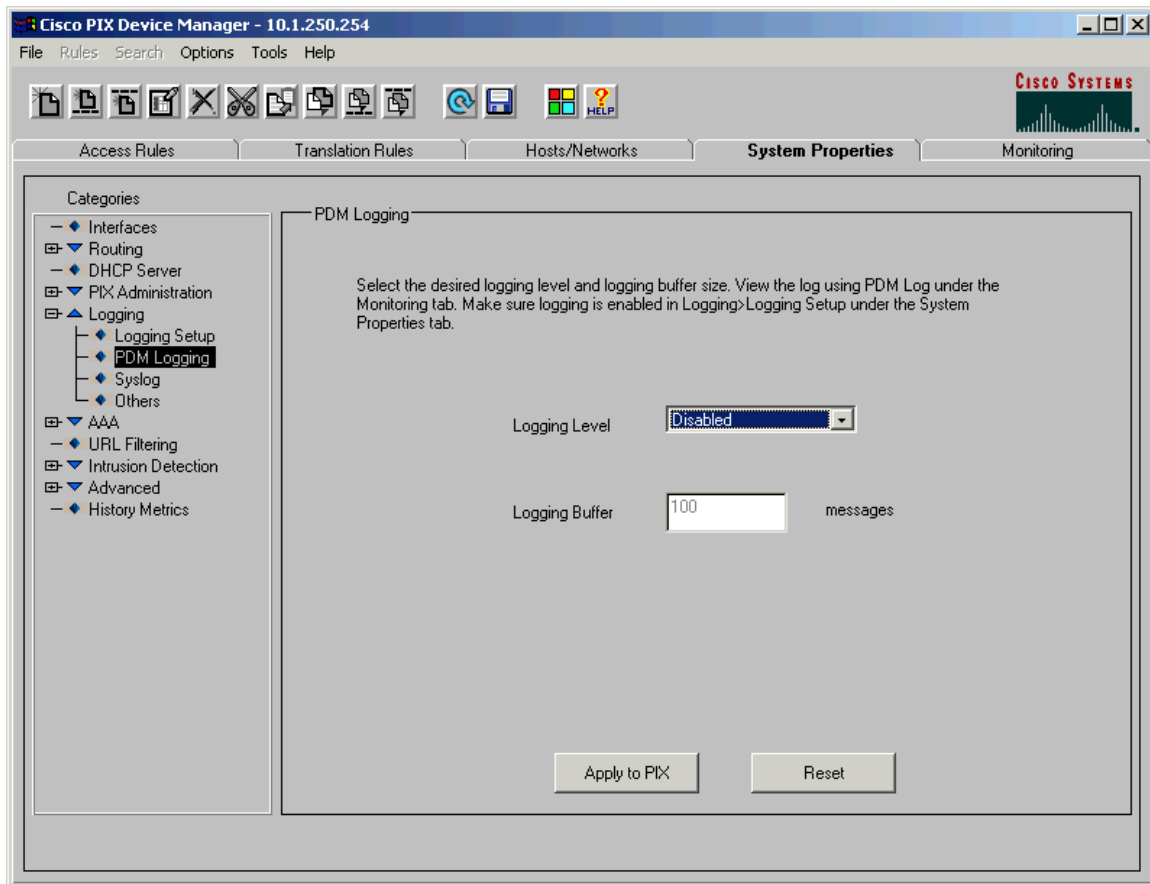 Cisco PIX Device Manager - 10.1.250.254
File Rules Search Options Tools Help
HELP
CISCO SYSTEMS
Access Rules Translation Rules Hosts/Networks System Properties Monitoring
Categories
Interfaces
Routing
DHCP Server
PIX Administration
Logging
Logging Setup
PDM Logging
Syslog
Others
AAA
URL Filtering
Intrusion Detection
Advanced
History Metrics
PDM Logging
Select the desired logging level and logging buffer size. View the log using PDM Log under the
Monitoring tab. Make sure logging is enabled in Logging>Logging Setup under the System
Properties tab.
Logging Level Disabled
Logging Buffer 100 messages
Apply to PIX Reset